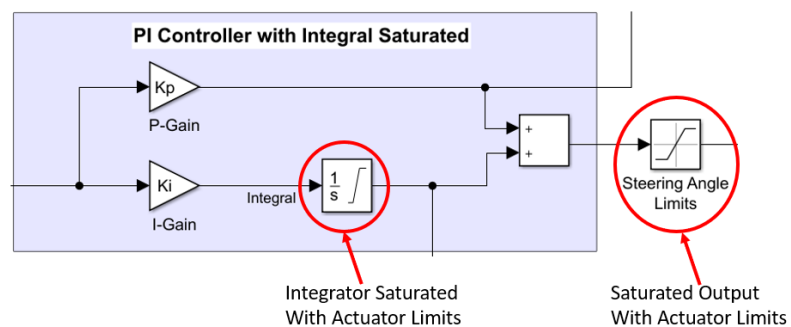 PI Controller with Integral Saturated
Kp
P-Gain
+
+
Steering Angle
Limits
Ki
I-Gain
Integral
1
s
Integrator Saturated
With Actuator Limits
Saturated Output
With Actuator Limits